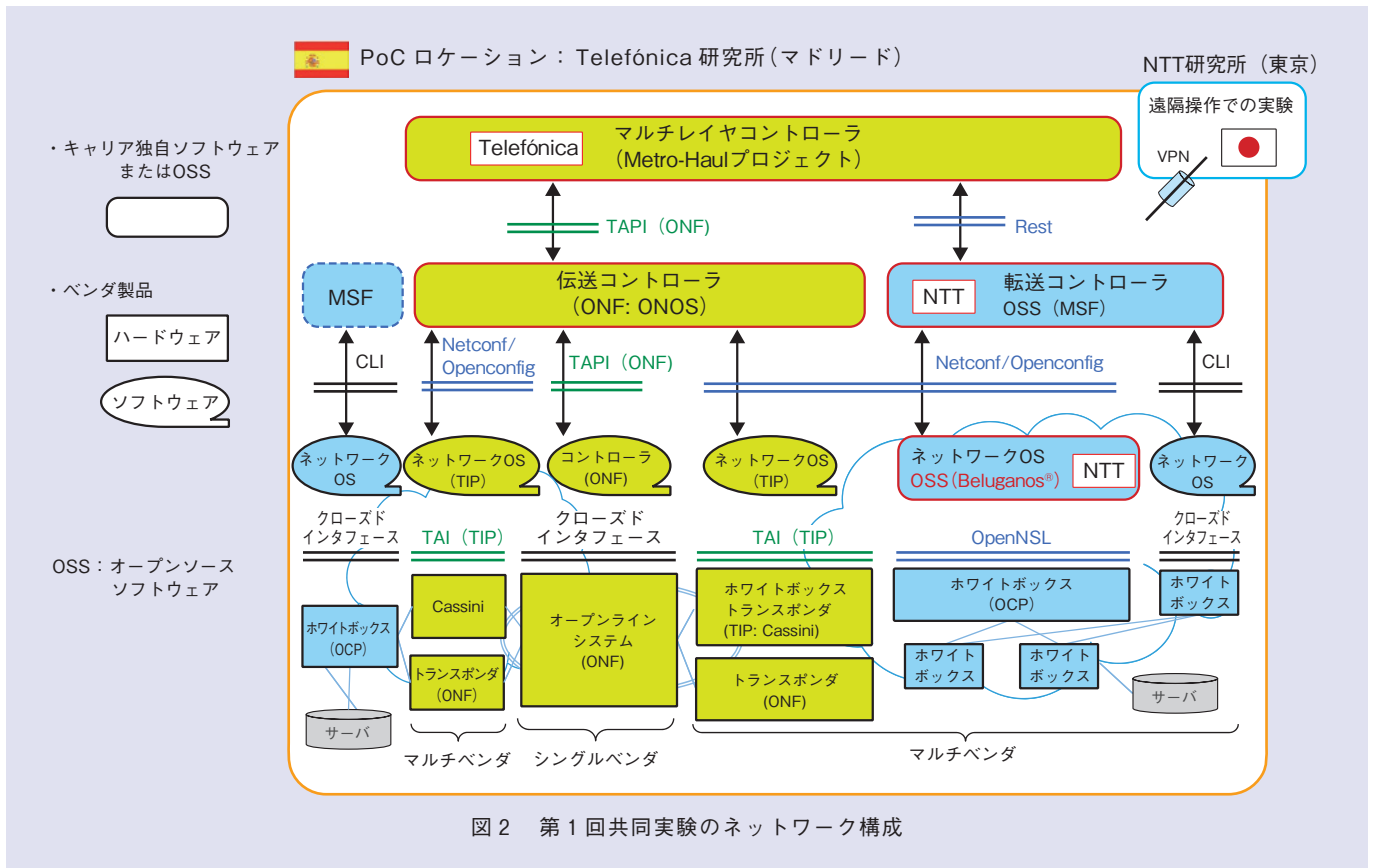 PoC ロケーション： Telefónica 研究所（マドリード）
NTT研究所（東京）
遠隔操作での実験
VPN
・キャリア独自ソフトウェア
またはOSS
・ベンダ製品
ハードウェア
ソフトウェア
OSS：オープンソース
ソフトウェア
Telefónica
マルチレイヤコントローラ
（Metro-Haulプロジェクト）
TAPI（ONF）
Rest
MSF
伝送コントローラ
（ONF: ONOS）
NTT
転送コントローラ
OSS（MSF）
CLI
Netconf/
Openconfig
TAPI（ONF）
Netconf/Openconfig
CLI
ネットワーク
OS
ネットワークOS
（TIP）
コントローラ
（ONF）
ネットワークOS
（TIP）
ネットワークOS
OSS（Beluganos®）
NTT
ネットワーク
OS
クローズド
インタフェース
TAI（TIP）
クローズド
インタフェース
TAI（TIP）
OpenNSL
クローズド
インタフェース
ホワイトボックス
（OCP）
Cassini
トランスポンダ
（ONF）
オープンライン
システム
（ONF）
ホワイトボックス
トランスポンダ
（TIP: Cassini）
トランスポンダ
（ONF）
ホワイトボックス
（OCP）
ホワイト
ボックス
ホワイト
ボックス
ホワイト
ボックス
サーバ
サーバ
マルチベンダ
シングルベンダ
マルチベンダ
図2　第1回共同実験のネットワーク構成